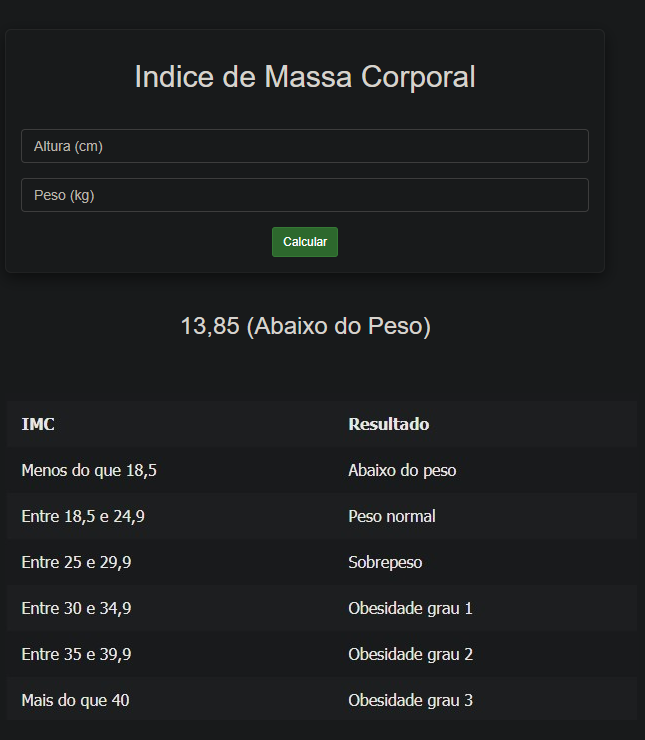 Indice de Massa Corporal
Altura (cm)
Peso (kg)
Calcular
13,85 (Abaixo do Peso)
IMC Resultado
Menos do que 18,5 Abaixo do peso
Entre 18,5 e 24,9 Peso normal
Entre 25 e 29,9 Sobrepeso
Entre 30 e 34,9 Obesidade grau 1
Entre 35 e 39,9 Obesidade grau 2
Mais do que 40 Obesidade grau 3